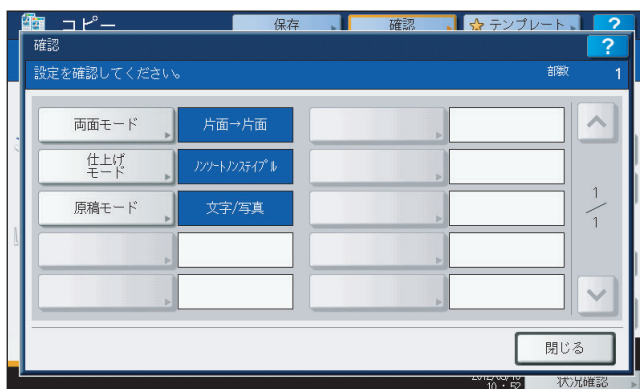 コピー
保存
確認
テンプレート
?
確認
?
設定を確認してください。
部数 1
両面モード
片面→片面
仕上げ
モード
ノンソートノンステイプル
原稿モード
文字/写真
1
/
1
閉じる
10:52
状況確認